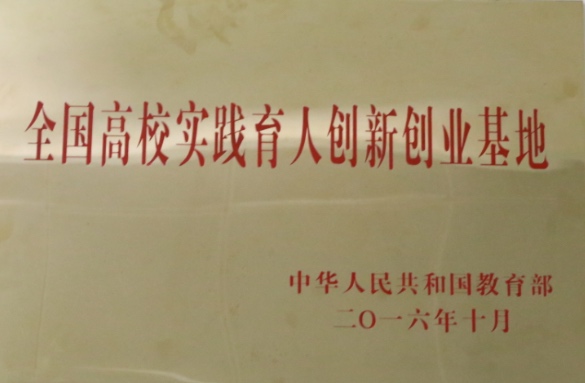 全国高校实践育人创新创业基地
中华人民共和国教育部
二〇一六年十月